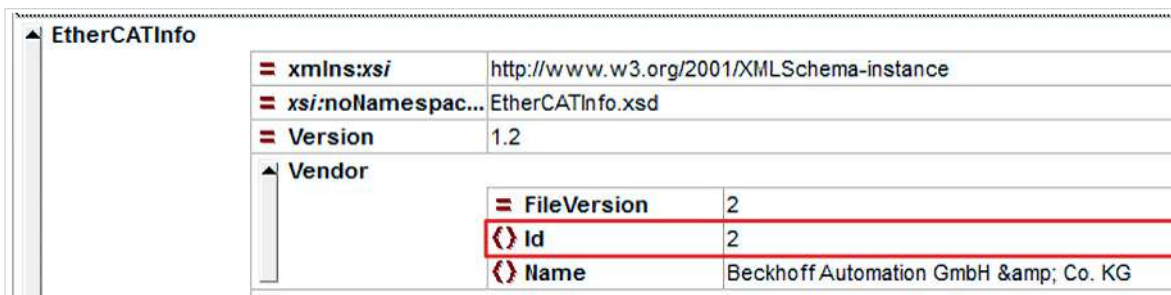 EtherCATInfo
= xmlns:xsi http://www.w3.org/2001/XMLSchema-instance
= xsi:noNamespac... EtherCATInfo.xsd
= Version 1.2
Vendor
= FileVersion 2
{} Id 2
{} Name Beckhoff Automation GmbH &amp; Co. KG